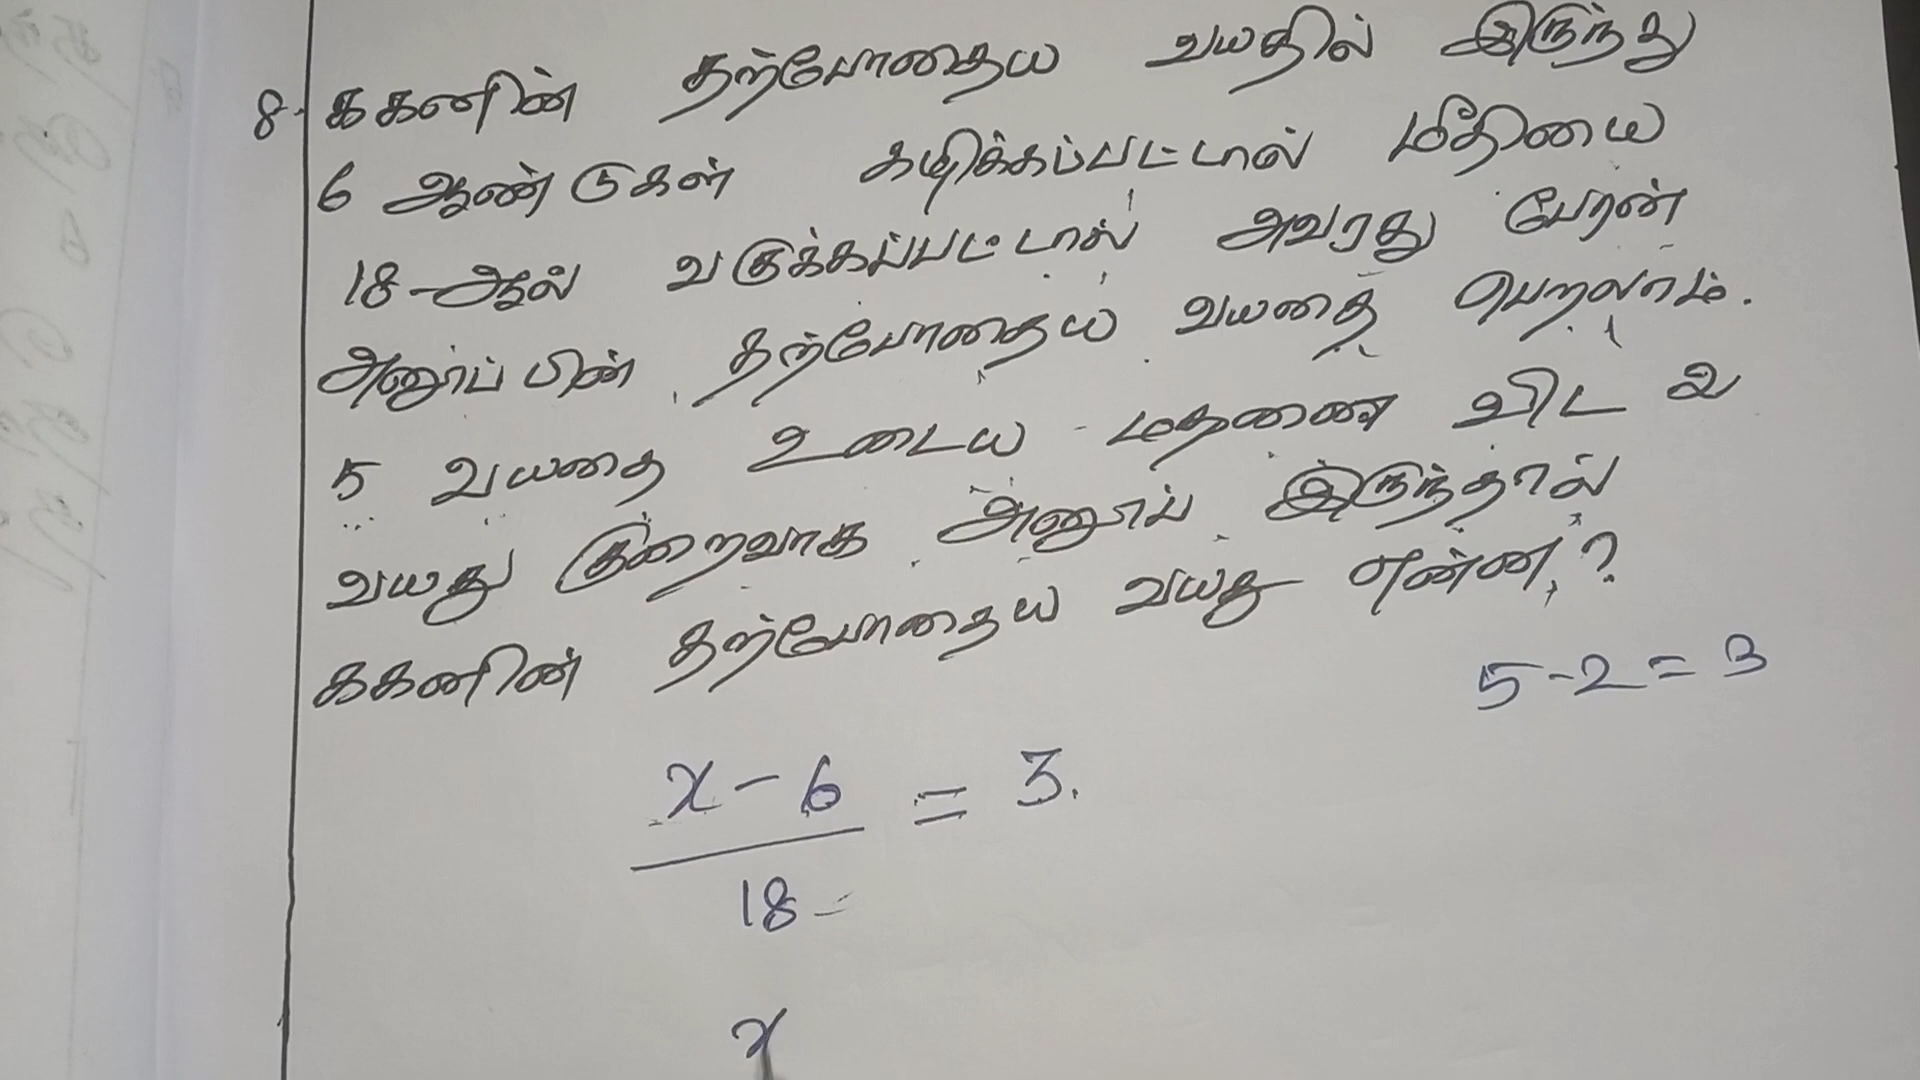 8. ககனின் தற்போதைய வயதில் இருந்து
6 ஆண்டுகள் கழிக்கப்பட்டால் மீதியை
18-ஆல் வகுக்கப்பட்டால் அவரது பேரன்
அனூப்பின் தற்போதைய வயதை பெறலாம்.
5 வயதை உடைய மதனை விட 2
வயது குறைவாக அனூப் இருந்தால்
ககனின் தற்போதைய வயது என்ன?
5-2=3
x-6 = 3.
18
x